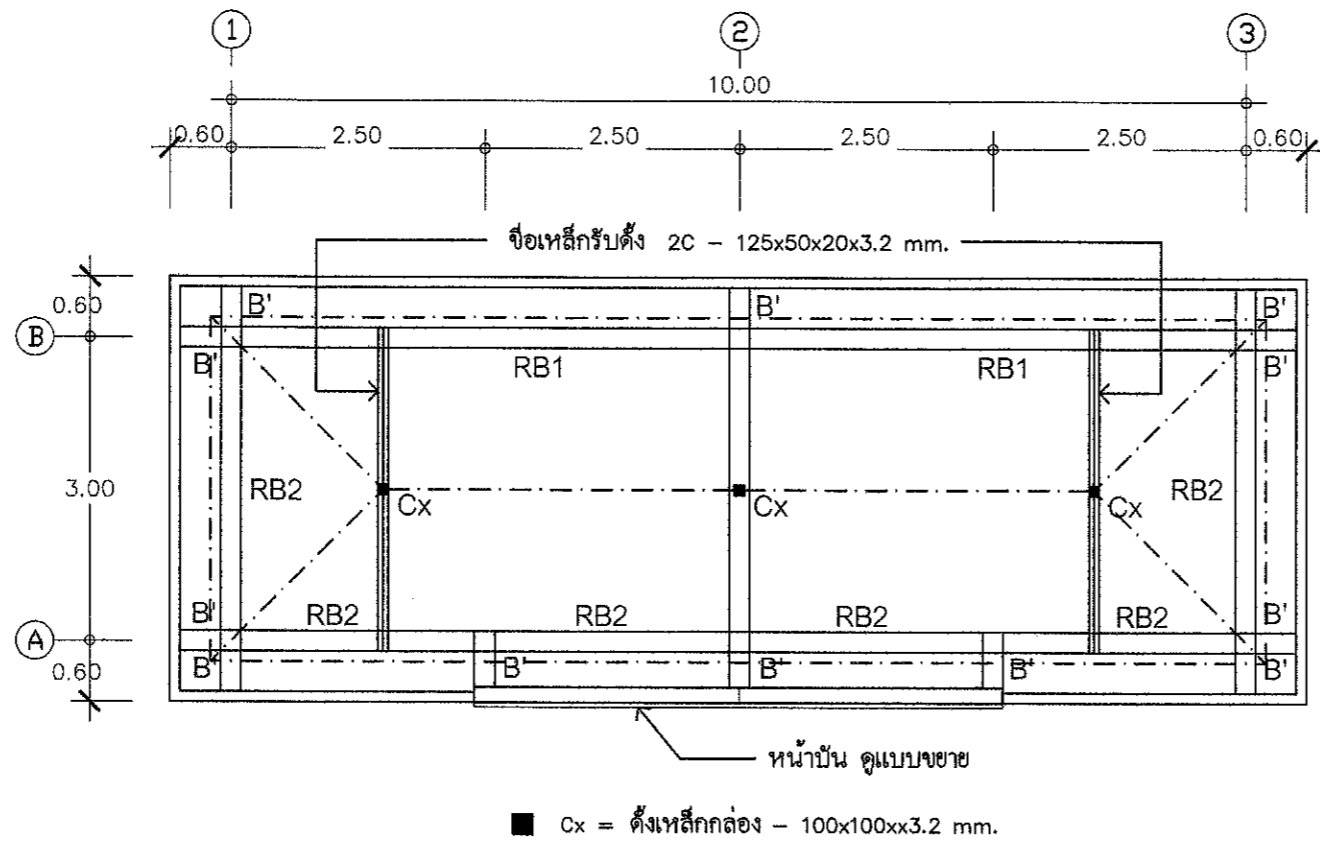 1 2 3
10.00
0.60 2.50 2.50 2.50 2.50 0.60
ขื่อเหล็กรับดั้ง 2C - 125x50x20x3.2 mm.
0.60
B' B' B'
B
B' RB1 RB1 B'
3.00
RB2 RB2
Cx Cx Cx
B' RB2 RB2 RB2 RB2 B'
A
0.60
B' B' B' B' B'
หน้าบัน ดูแบบขยาย
Cx = ดั้งเหล็กกล่อง - 100x100xx3.2 mm.